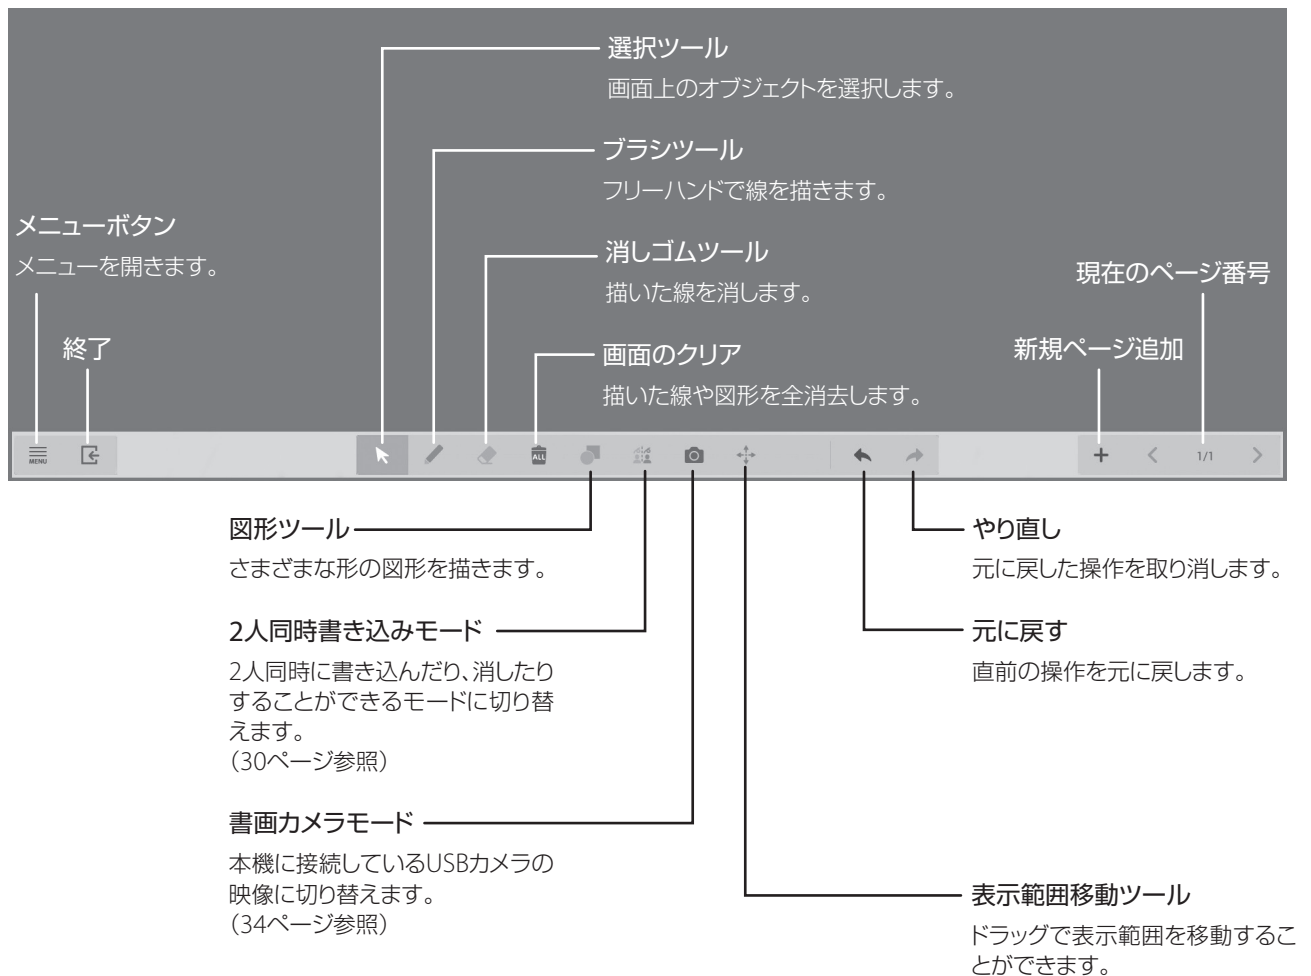 選択ツール
画面上のオブジェクトを選択します。
ブラシツール
フリーハンドで線を描きます。
メニューボタン
メニューを開きます。
消しゴムツール
描いた線を消します。
現在のページ番号
終了
画面のクリア
描いた線や図形を全消去します。
新規ページ追加
MENU
ALL
1/1
図形ツール
さまざまな形の図形を描きます。
やり直し
元に戻した操作を取り消します。
2人同時書き込みモード
2人同時に書き込んだり、消したり
することができるモードに切り替
えます。
（30ページ参照）
元に戻す
直前の操作を元に戻します。
書画カメラモード
本機に接続しているUSBカメラの
映像に切り替えます。
（34ページ参照）
表示範囲移動ツール
ドラッグで表示範囲を移動するこ
とができます。